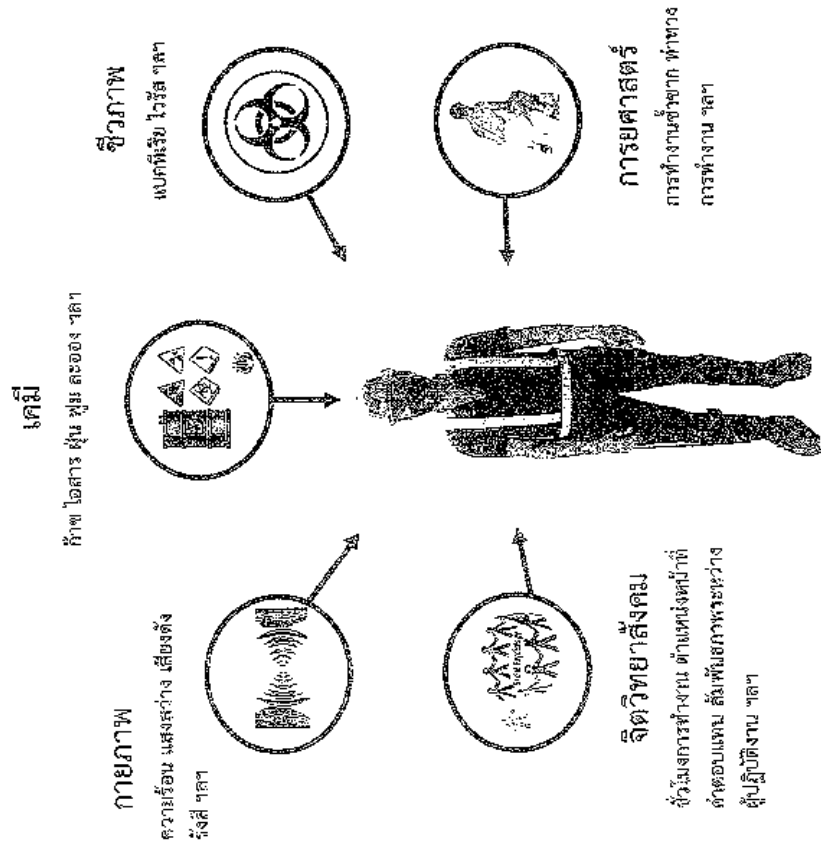 เคมี
ก๊าซ ไอสาร ฝุ่น ฟูม ละออง ฯลฯ
กายภาพ
ความร้อน แสงสว่าง เสียงดัง
รังสี ฯลฯ
ชีวภาพ
แบคทีเรีย ไวรัส ฯลฯ
จิตวิทยาสังคม
ชั่วโมงการทำงาน ตำแหน่งหน้าที่
ค่าตอบแทน สัมพันธภาพระหว่าง
ผู้ปฏิบัติงาน ฯลฯ
การยศาสตร์
การทำงานซ้ำซาก ท่าทาง
การทำงาน ฯลฯ